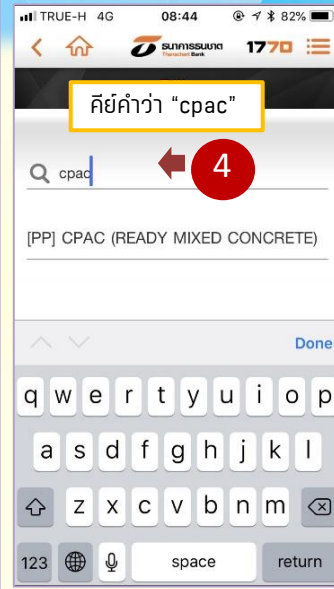 TRUE-H 4G 08:44 82%
ธนาคารธนชาต
Thanachart Bank
1770
คีย์คำว่า “cpac”
4
cpac
[PP] CPAC (READY MIXED CONCRETE)
Done
q w e r t y u i o p
a s d f g h j k l
z x c v b n m
123 space return